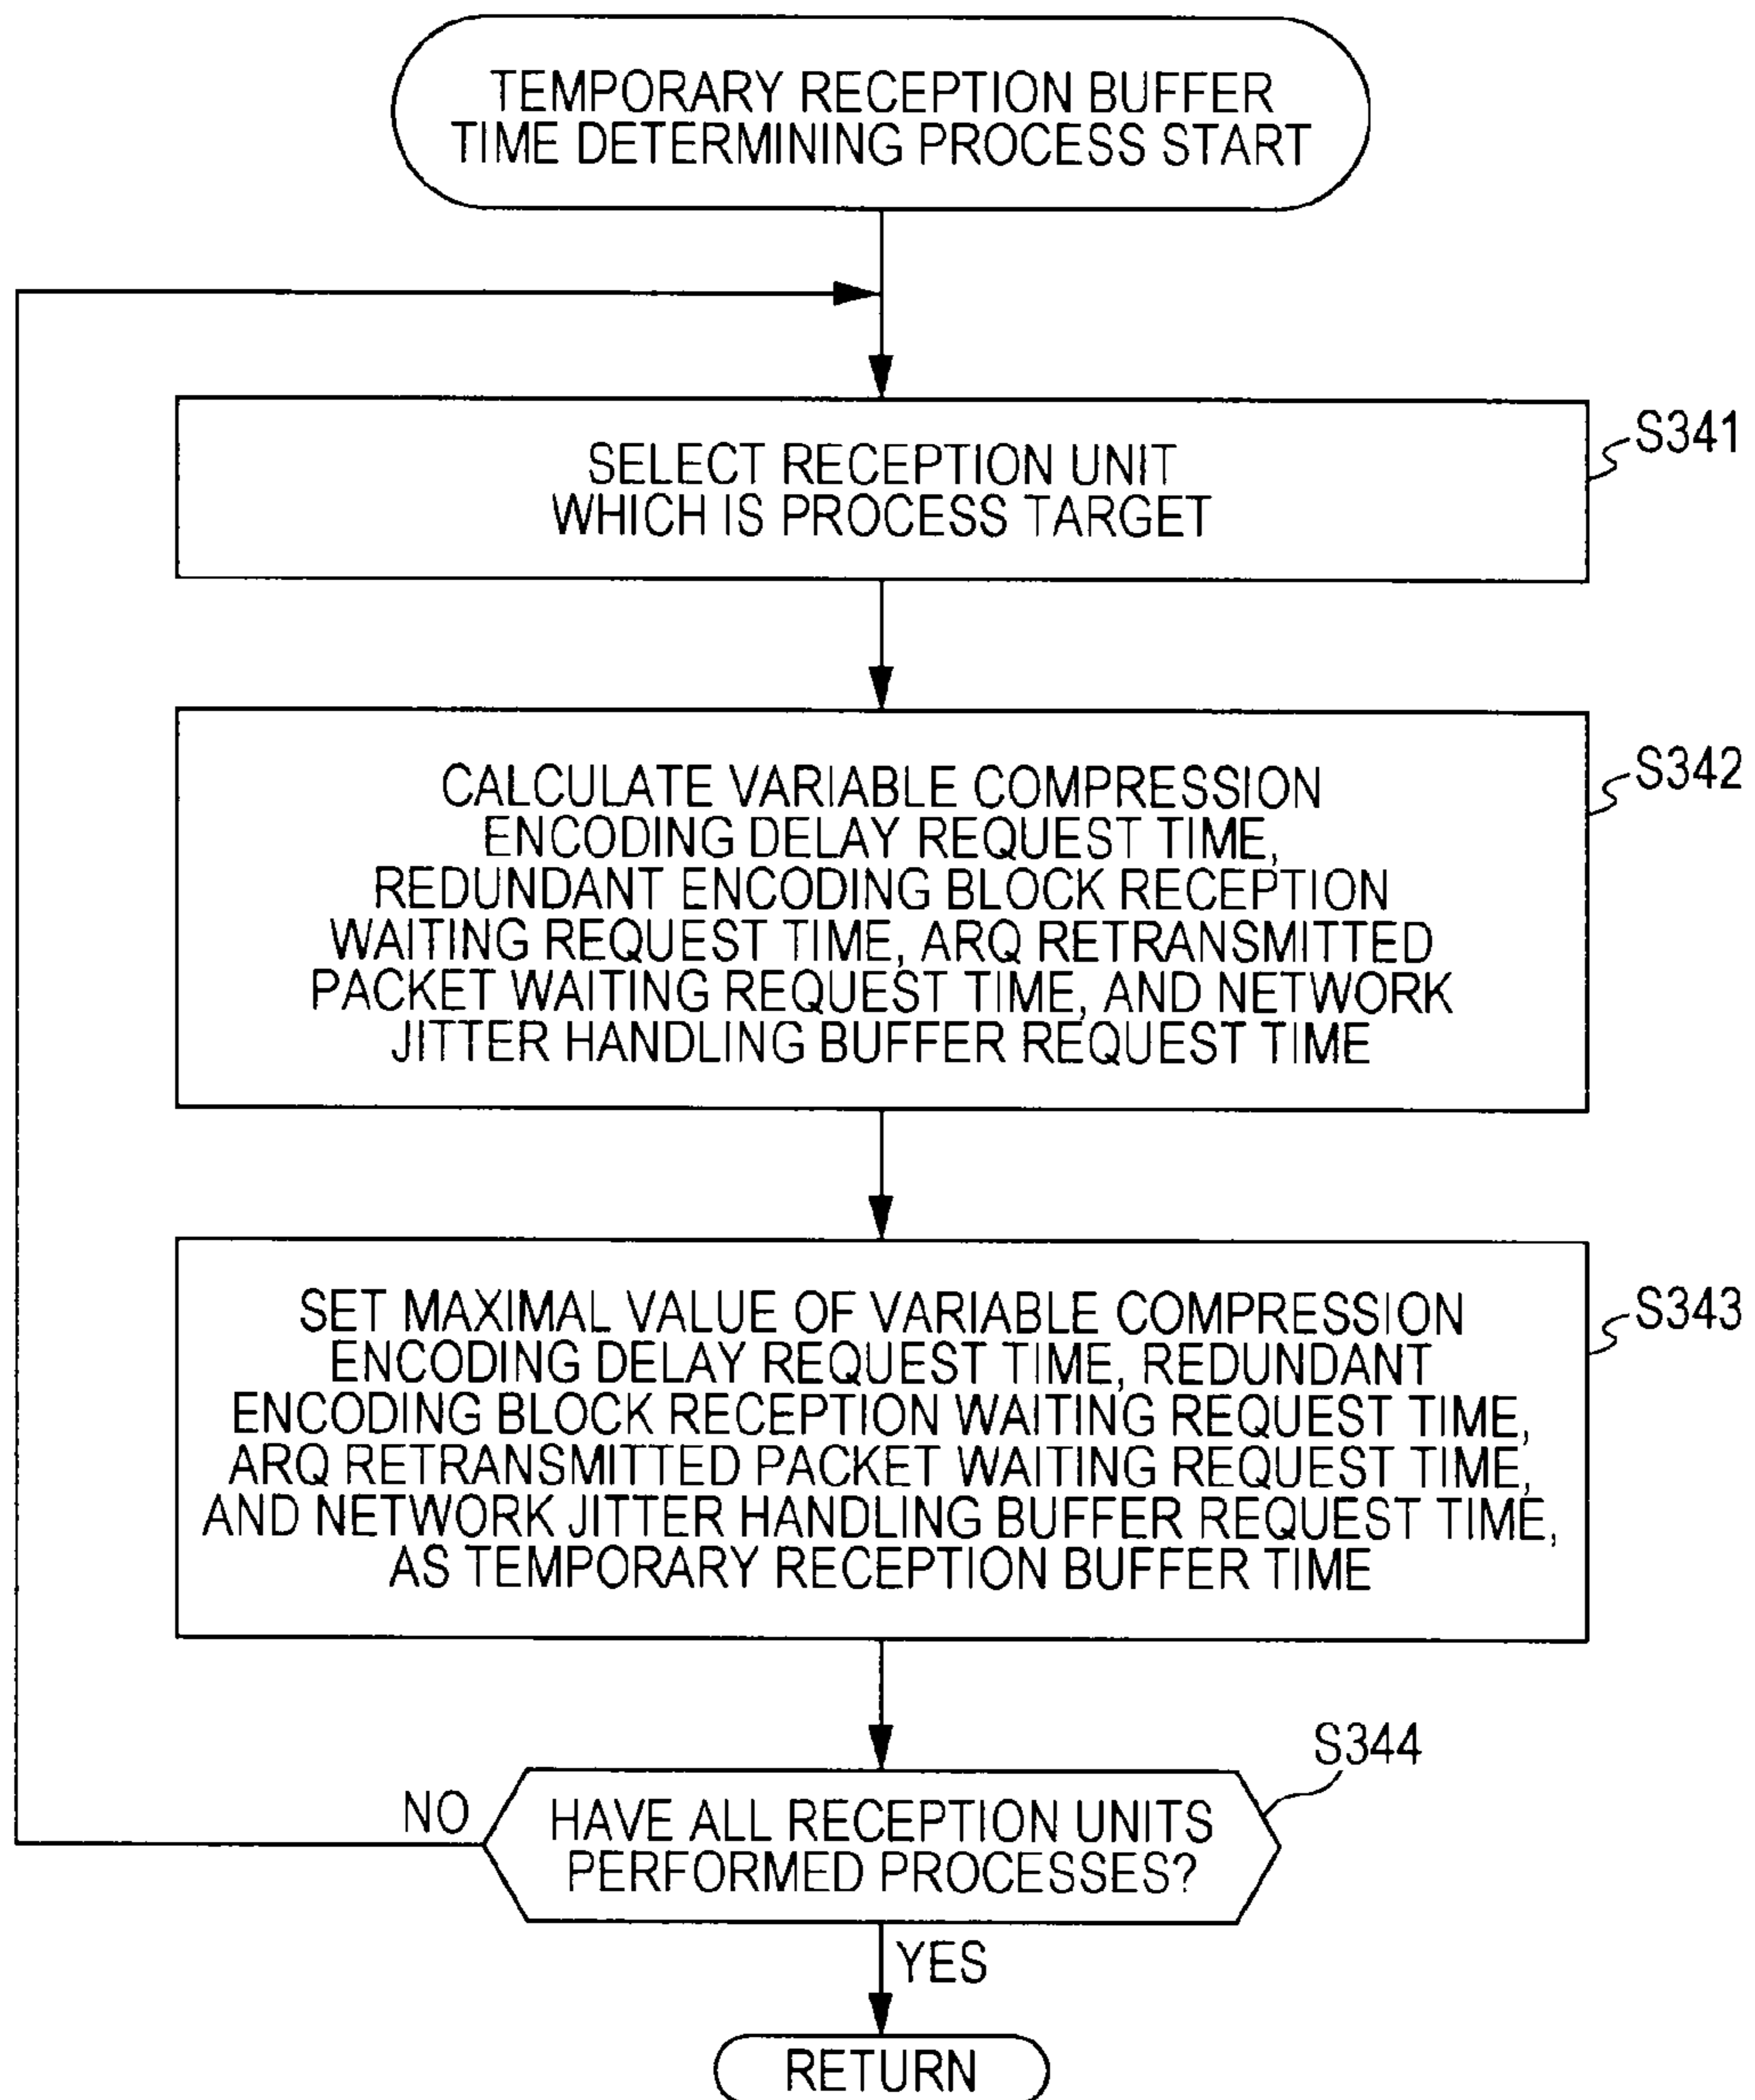 TEMPORARY RECEPTION BUFFER
TIME DETERMINING PROCESS START
SELECT RECEPTION UNIT
WHICH IS PROCESS TARGET
S341
CALCULATE VARIABLE COMPRESSION
ENCODING DELAY REQUEST TIME,
REDUNDANT ENCODING BLOCK RECEPTION
WAITING REQUEST TIME, ARQ RETRANSMITTED
PACKET WAITING REQUEST TIME, AND NETWORK
JITTER HANDLING BUFFER REQUEST TIME
S342
SET MAXIMAL VALUE OF VARIABLE COMPRESSION
ENCODING DELAY REQUEST TIME, REDUNDANT
ENCODING BLOCK RECEPTION WAITING REQUEST TIME,
ARQ RETRANSMITTED PACKET WAITING REQUEST TIME,
AND NETWORK JITTER HANDLING BUFFER REQUEST TIME,
AS TEMPORARY RECEPTION BUFFER TIME
S343
S344
NO
HAVE ALL RECEPTION UNITS
PERFORMED PROCESSES?
YES
RETURN